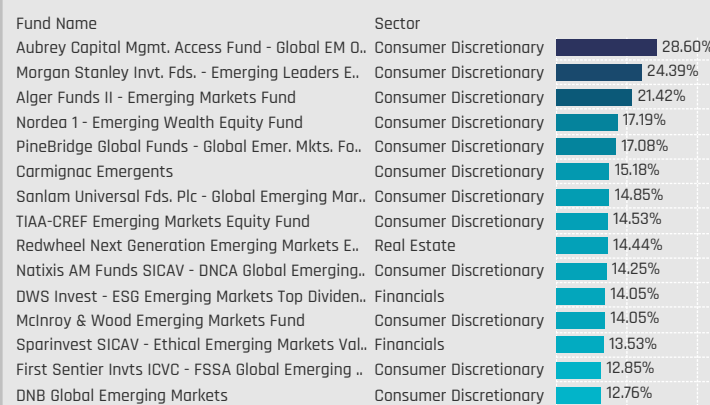 Fund Name Sector
Aubrey Capital Mgmt. Access Fund - Global EM O.. Consumer Discretionary 28.60%
Morgan Stanley Invt. Fds. - Emerging Leaders E.. Consumer Discretionary 24.39%
Alger Funds II - Emerging Markets Fund Consumer Discretionary 21.42%
Nordea 1 - Emerging Wealth Equity Fund Consumer Discretionary 17.19%
PineBridge Global Funds - Global Emer. Mkts. Fo.. Consumer Discretionary 17.08%
Carmignac Emergents Consumer Discretionary 15.18%
Sanlam Universal Fds. Plc - Global Emerging Mar.. Consumer Discretionary 14.85%
TIAA-CREF Emerging Markets Equity Fund Consumer Discretionary 14.53%
Redwheel Next Generation Emerging Markets E.. Real Estate 14.44%
Natixis AM Funds SICAV - DNCA Global Emerging.. Consumer Discretionary 14.25%
DWS Invest - ESG Emerging Markets Top Dividen.. Financials 14.05%
McInroy & Wood Emerging Markets Fund Consumer Discretionary 14.05%
Sparinvest SICAV - Ethical Emerging Markets Val.. Financials 13.53%
First Sentier Invts ICVC - FSSA Global Emerging .. Consumer Discretionary 12.85%
DNB Global Emerging Markets Consumer Discretionary 12.76%